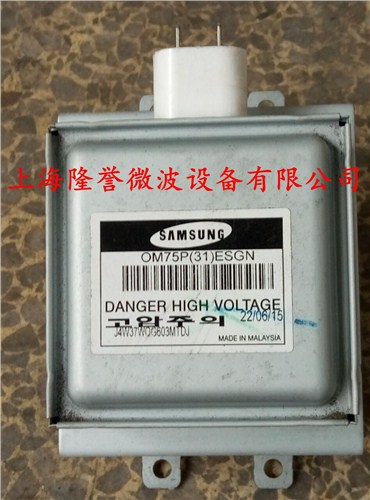 上海隆誉微波设备有限公司
SAMSUNG
OM75P(31)ESGN
DANGER HIGH VOLTAGE
고압주의 22/06/15
J4W37WQG603MTDJ
MADE IN MALAYSIA